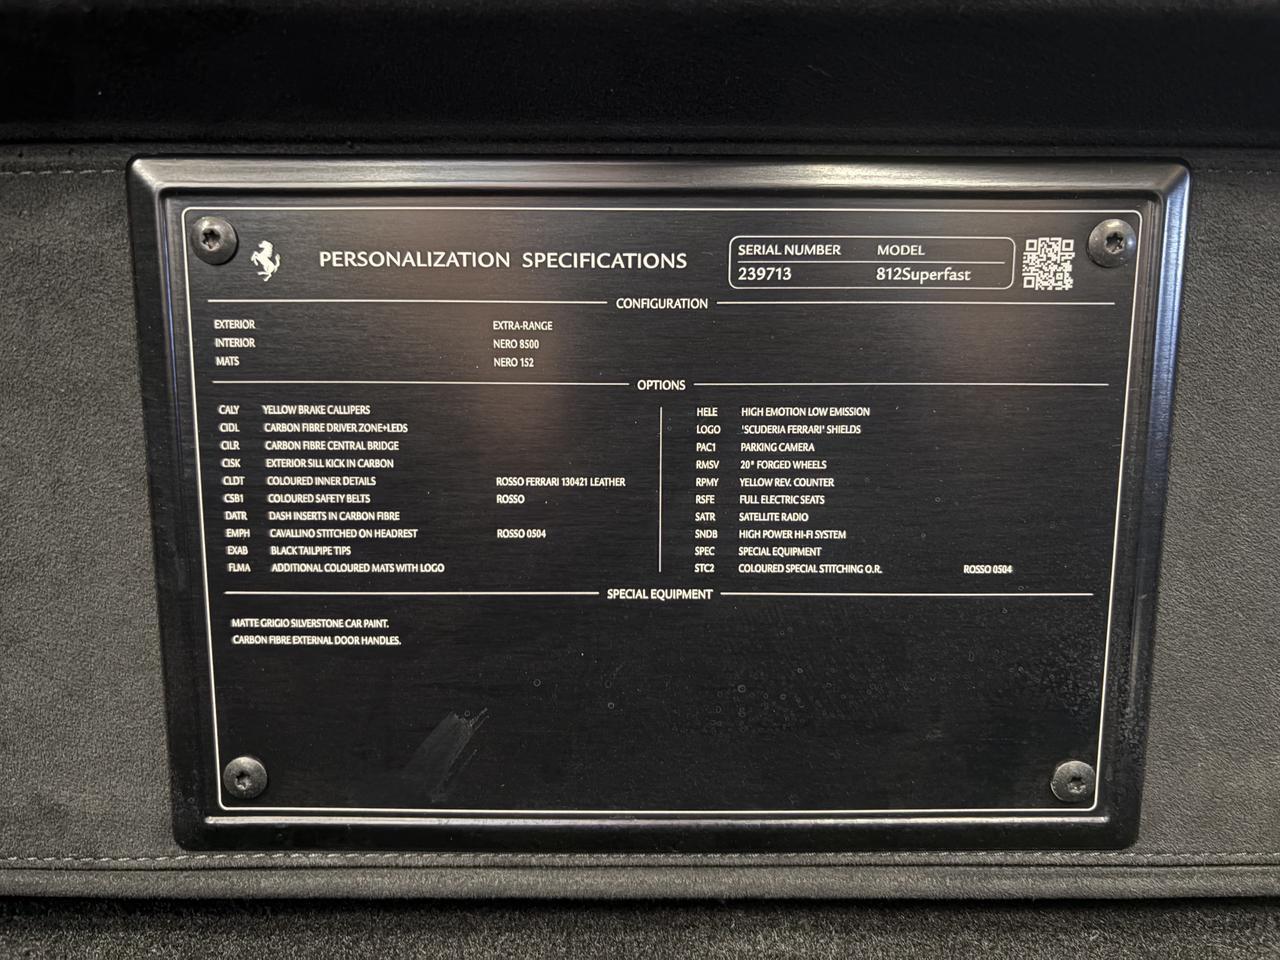 PERSONALIZATION SPECIFICATIONS
SERIAL NUMBER MODEL
239713 812Superfast
CONFIGURATION
EXTERIOR EXTRA-RANGE
INTERIOR NERO 8500
MATS NERO 152
OPTIONS
CALY YELLOW BRAKE CALLIPERS
CIDL CARBON FIBRE DRIVER ZONE+LEDS
CILR CARBON FIBRE CENTRAL BRIDGE
CISK EXTERIOR SILL KICK IN CARBON
CLDT COLOURED INNER DETAILS ROSSO FERRARI 130421 LEATHER
CSB1 COLOURED SAFETY BELTS ROSSO
DATR DASH INSERTS IN CARBON FIBRE
EMPH CAVALLINO STITCHED ON HEADREST ROSSO 0504
EXAB BLACK TAILPIPE TIPS
FLMA ADDITIONAL COLOURED MATS WITH LOGO
HELE HIGH EMOTION LOW EMISSION
LOGO 'SCUDERIA FERRARI' SHIELDS
PAC1 PARKING CAMERA
RMSV 20" FORGED WHEELS
RPMY YELLOW REV. COUNTER
RSFE FULL ELECTRIC SEATS
SATR SATELLITE RADIO
SNDB HIGH POWER HI-FI SYSTEM
SPEC SPECIAL EQUIPMENT
STC2 COLOURED SPECIAL STITCHING O.R. ROSSO 0504
SPECIAL EQUIPMENT
MATTE GRIGIO SILVERSTONE CAR PAINT.
CARBON FIBRE EXTERNAL DOOR HANDLES.